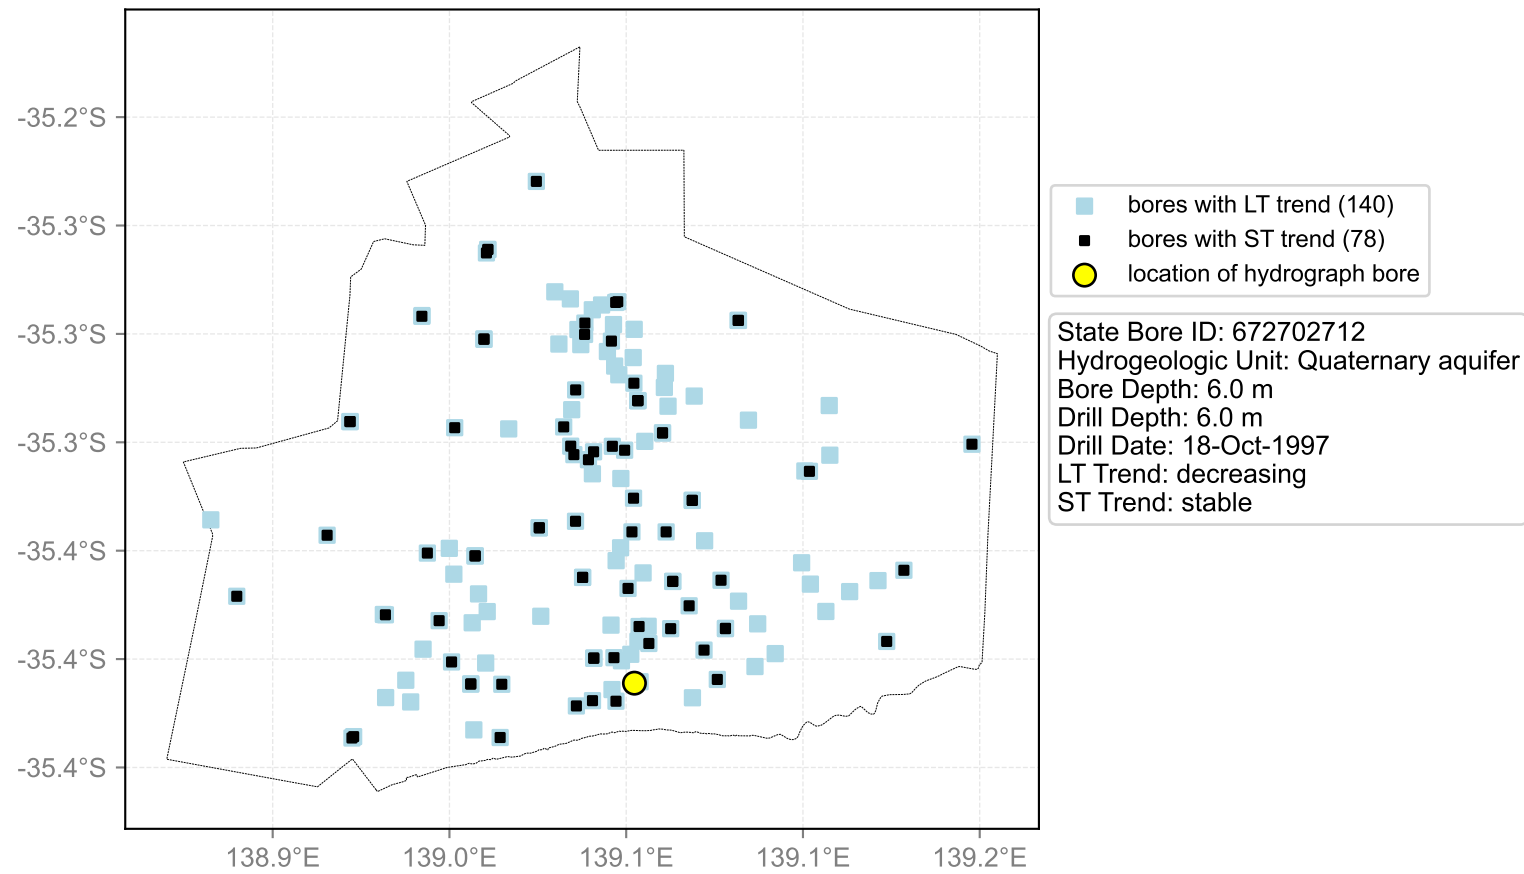 -35.2°S
-35.3°S
-35.3°S
-35.3°S
-35.4°S
-35.4°S
-35.4°S
138.9°E
139.0°E
139.1°E
139.1°E
139.2°E
bores with LT trend (140)
bores with ST trend (78)
location of hydrograph bore
State Bore ID: 672702712
Hydrogeologic Unit: Quaternary aquifer
Bore Depth: 6.0 m
Drill Depth: 6.0 m
Drill Date: 18-Oct-1997
LT Trend: decreasing
ST Trend: stable